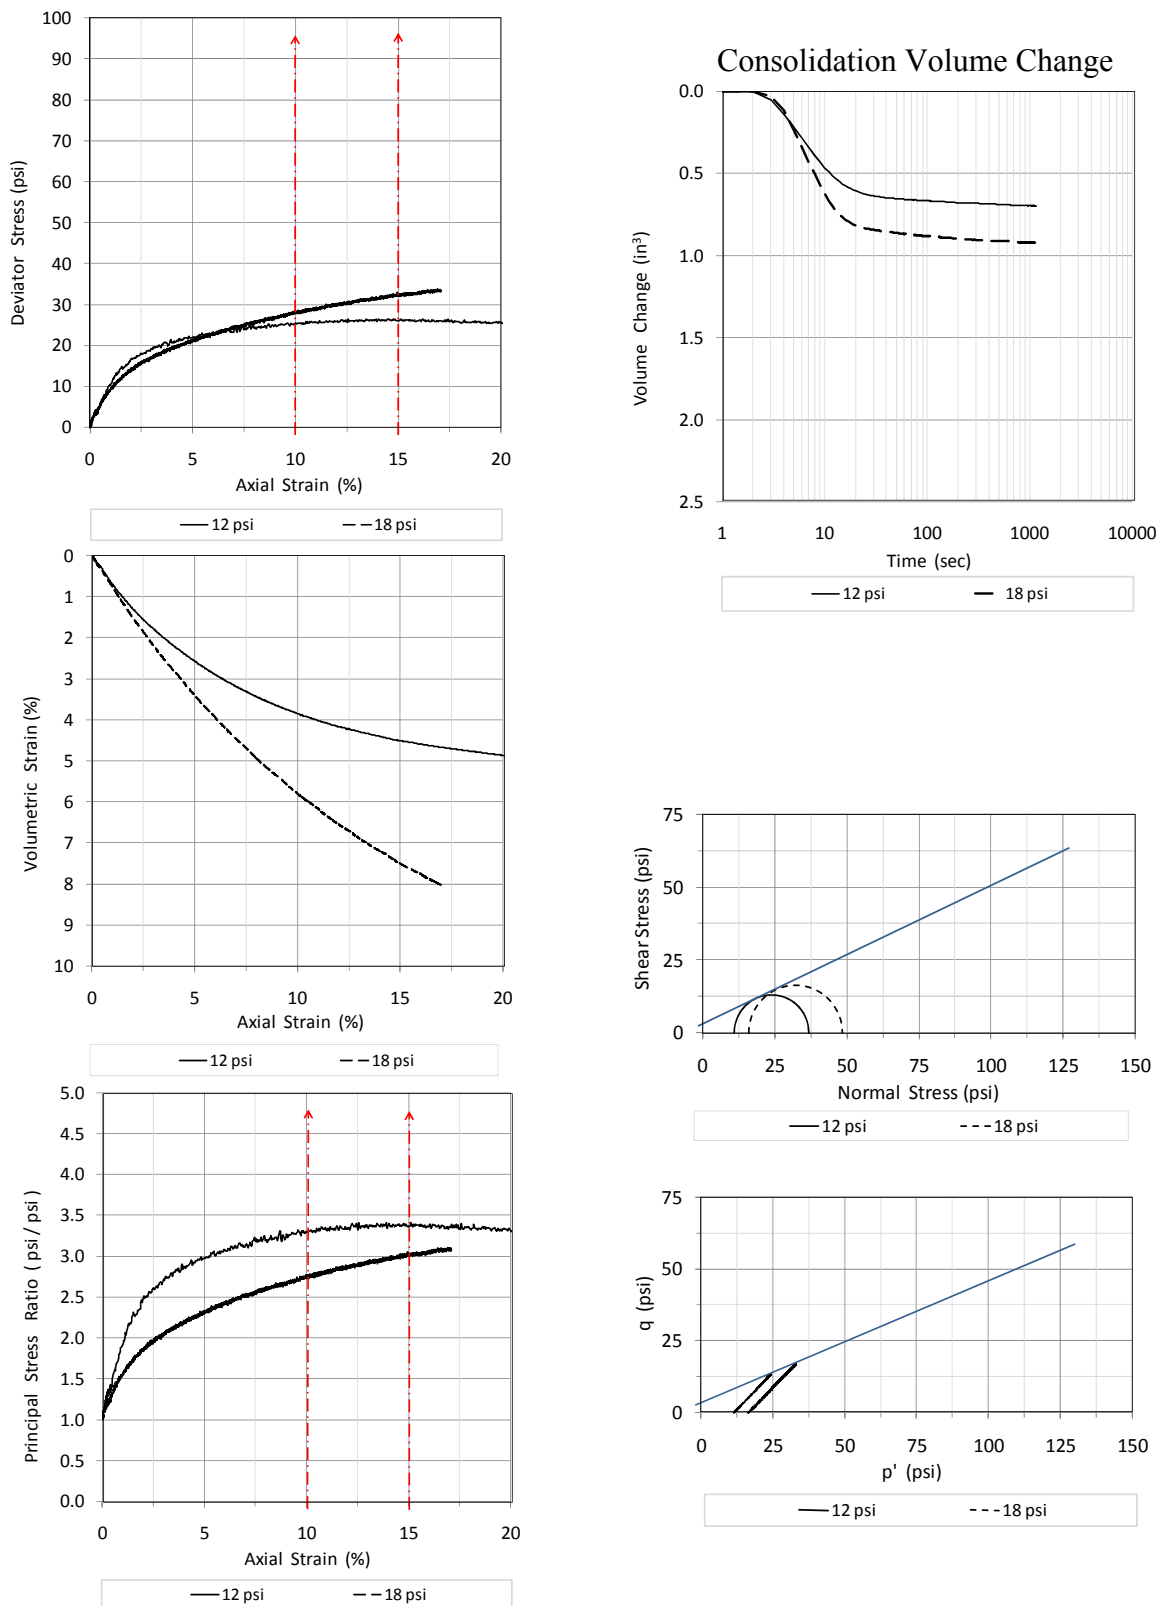 100
90
80
70
60
50
40
30
20
10
0
Deviator Stress (psi)
0 5 10 15 20
Axial Strain (%)
12 psi 18 psi
0
1
2
3
4
5
6
7
8
9
10
Volumetric Strain (%)
0 5 10 15 20
Axial Strain (%)
12 psi 18 psi
5.0
4.5
4.0
3.5
3.0
2.5
2.0
1.5
1.0
0.5
0.0
Principal Stress Ratio ( psi / psi )
0 5 10 15 20
Axial Strain (%)
12 psi 18 psi
Consolidation Volume Change
0.0
0.5
1.0
1.5
2.0
2.5
Volume Change (in³)
1 10 100 1000 10000
Time (sec)
12 psi 18 psi
75
50
25
0
Shear Stress (psi)
0 25 50 75 100 125 150
Normal Stress (psi)
12 psi 18 psi
75
50
25
0
q (psi)
0 25 50 75 100 125 150
p' (psi)
12 psi 18 psi